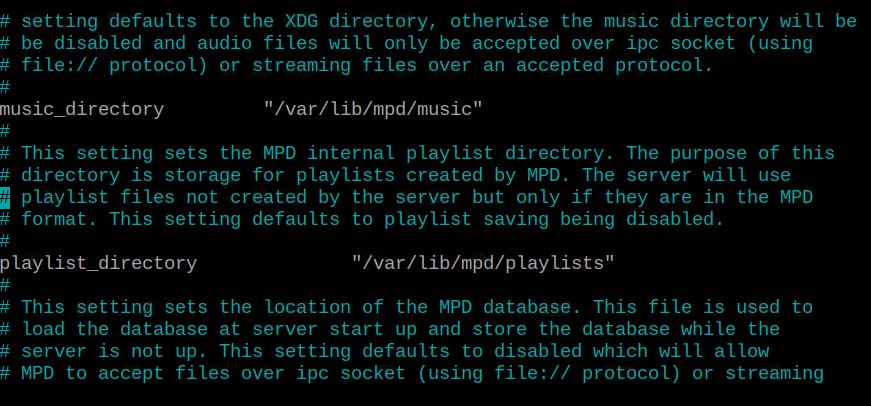 # setting defaults to the XDG directory, otherwise the music directory will be
# be disabled and audio files will only be accepted over ipc socket (using
# file:// protocol) or streaming files over an accepted protocol.
#
music_directory         "/var/lib/mpd/music"
#
# This setting sets the MPD internal playlist directory. The purpose of this
# directory is storage for playlists created by MPD. The server will use
# playlist files not created by the server but only if they are in the MPD
# format. This setting defaults to playlist saving being disabled.
#
playlist_directory              "/var/lib/mpd/playlists"
#
# This setting sets the location of the MPD database. This file is used to
# load the database at server start up and store the database while the
# server is not up. This setting defaults to disabled which will allow
# MPD to accept files over ipc socket (using file:// protocol) or streaming